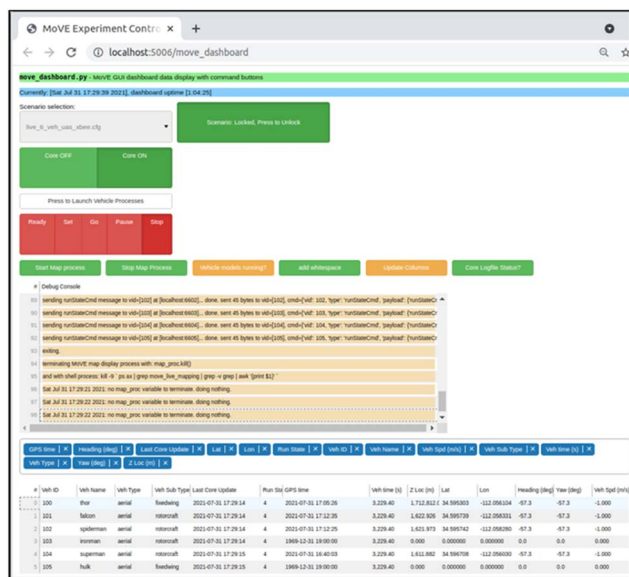 MoVE Experiment Contro ×
+
localhost:5006/move_dashboard
move_dashboard.py - MoVE GUI dashboard data display with command buttons
Currently: [Sat Jul 31 17:29:39 2021], dashboard uptime [1:04:25]
Scenario selection:
live_6_veh_uas_xbee.cfg
Scenario: Locked, Press to Unlock
Core OFF Core ON
Press to Launch Vehicle Processes
Ready Set Go Pause Stop
Start Map process Stop Map Process Vehicle models running? add whitespace Update Columns Core Logfile Status?
# Debug Console
89 sending runStateCmd message to vid=[102] at [localhost:6602]... done. sent 45 bytes to vid=[102], cmd={'vid': 102, 'type': 'runStateCmd', 'payload': {'runStateC
90 sending runStateCmd message to vid=[103] at [localhost:6603]... done. sent 45 bytes to vid=[103], cmd={'vid': 103, 'type': 'runStateCmd', 'payload': {'runStateC
91 sending runStateCmd message to vid=[104] at [localhost:6604]... done. sent 45 bytes to vid=[104], cmd={'vid': 104, 'type': 'runStateCmd', 'payload': {'runStateC
92 sending runStateCmd message to vid=[105] at [localhost:6605]... done. sent 45 bytes to vid=[105], cmd={'vid': 105, 'type': 'runStateCmd', 'payload': {'runStateC
93 exiting.
94 terminating MoVE map display process with: map_proc.kill()
95 and with shell process: kill -9 ` ps ax | grep move_live_mapping | grep -v grep | awk '{print $1}' `
96 Sat Jul 31 17:29:21 2021: no map_proc variable to terminate. doing nothing.
97 Sat Jul 31 17:29:22 2021: no map_proc variable to terminate. doing nothing.
98 Sat Jul 31 17:29:22 2021: no map_proc variable to terminate. doing nothing.
GPS time | × Heading (deg) | × Last Core Update | × Lat | × Lon | × Run State | × Veh ID | × Veh Name | × Veh Spd (m/s) | × Veh Sub Type | × Veh time (s) | ×
Veh Type | × Yaw (deg) | × Z Loc (m) | ×
# Veh ID Veh Name Veh Type Veh Sub Type Last Core Update Run Sta GPS time Veh time (s) Z Loc (m) Lat Lon Heading (deg) Yaw (deg) Veh Spd (m/s)
0 100 thor aerial fixedwing 2021-07-31 17:29:14 4 2021-07-31 17:05:26 3,229.40 1,712.812 34.595303 -112.056104 -57.3 -57.3 -1.000
1 101 falcon aerial rotorcraft 2021-07-31 17:29:14 4 2021-07-31 17:12:35 3,229.40 1,622.926 34.595739 -112.058331 -57.3 -57.3 -1.000
2 102 spiderman aerial rotorcraft 2021-07-31 17:29:14 4 2021-07-31 17:12:25 3,229.40 1,621.973 34.595742 -112.058280 -57.3 -57.3 -1.000
3 103 ironman aerial rotorcraft 2021-07-31 17:29:14 4 1969-12-31 19:00:00 3,229.40 0.000 0.000000 0.000000 -57.3 -57.3 -1.000
4 104 superman aerial rotorcraft 2021-07-31 17:29:15 4 2021-07-31 16:40:03 3,229.40 1,611.882 34.596708 -112.056030 -57.3 -57.3 -1.000
5 105 hulk aerial fixedwing 2021-07-31 17:29:15 4 1969-12-31 19:00:00 3,229.40 0.000 0.000000 0.000000 0.0 0.0 0.000